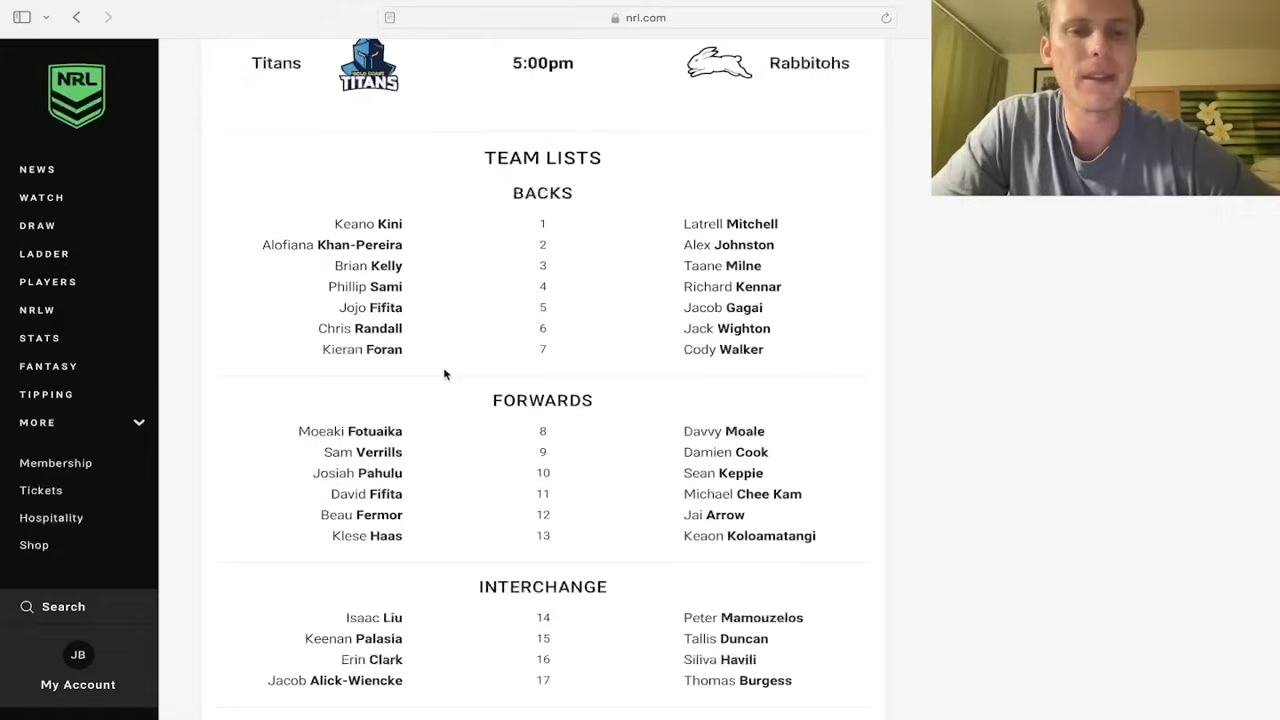 nrl.com
NRL
NEWS
WATCH
DRAW
LADDER
PLAYERS
NRLW
STATS
FANTASY
TIPPING
MORE
Membership
Tickets
Hospitality
Shop
Search
JB
My Account
Titans GOLD COAST TITANS 5:00pm Rabbitohs
TEAM LISTS
BACKS
Keano Kini 1 Latrell Mitchell
Alofiana Khan-Pereira 2 Alex Johnston
Brian Kelly 3 Taane Milne
Phillip Sami 4 Richard Kennar
Jojo Fifita 5 Jacob Gagai
Chris Randall 6 Jack Wighton
Kieran Foran 7 Cody Walker
FORWARDS
Moeaki Fotuaika 8 Davvy Moale
Sam Verrills 9 Damien Cook
Josiah Pahulu 10 Sean Keppie
David Fifita 11 Michael Chee Kam
Beau Fermor 12 Jai Arrow
Klese Haas 13 Keaon Koloamatangi
INTERCHANGE
Isaac Liu 14 Peter Mamouzelos
Keenan Palasia 15 Tallis Duncan
Erin Clark 16 Siliva Havili
Jacob Alick-Wiencke 17 Thomas Burgess